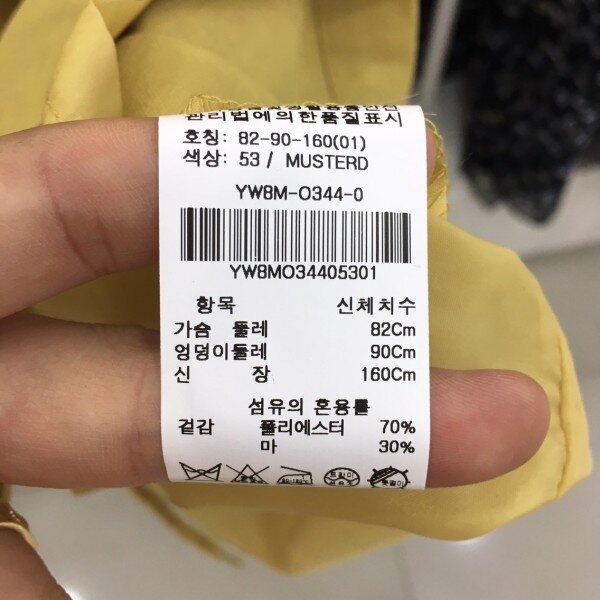 관리법에의한품질표시
호칭: 82-90-160(01)
색상: 53 / MUSTERD
YW8M-O344-0
YW8MO34405301
항목 신체치수
가슴 둘레 82Cm
엉덩이둘레 90Cm
신 장 160Cm
섬유의 혼용률
겉감 폴리에스터 70%
마 30%